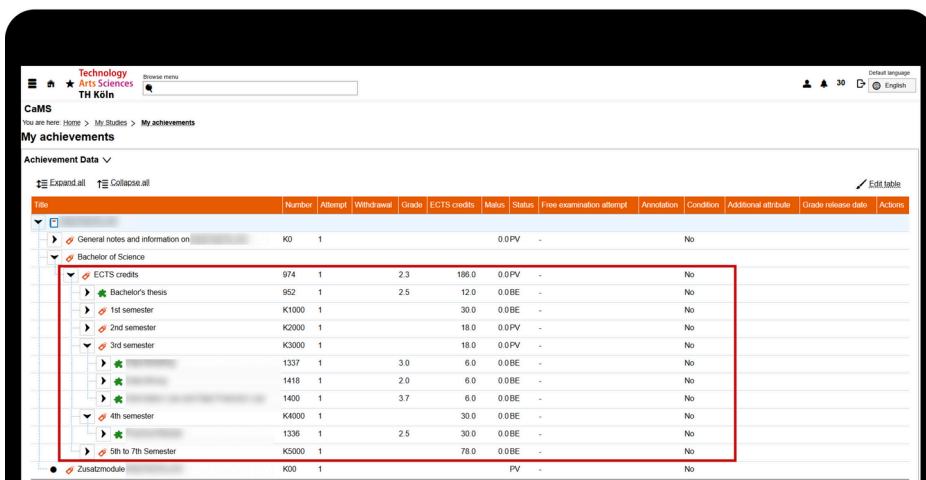 Technology
Arts Sciences
TH Köln
Browse menu
30
Default language
English
CaMS
You are here: Home > My Studies > My achievements
My achievements
Achievement Data
Expand all Collapse all Edit table
Title Number Attempt Withdrawal Grade ECTS credits Malus Status Free examination attempt Annotation Condition Additional attribute Grade release date Actions
General notes and information on K0 1 0.0 PV - No
Bachelor of Science
ECTS credits 974 1 2.3 186.0 0.0 PV - No
Bachelor's thesis 952 1 2.5 12.0 0.0 BE - No
1st semester K1000 1 30.0 0.0 BE - No
2nd semester K2000 1 18.0 0.0 PV - No
3rd semester K3000 1 18.0 0.0 PV - No
1337 1 3.0 6.0 0.0 BE - No
1418 1 2.0 6.0 0.0 BE - No
1400 1 3.7 6.0 0.0 BE - No
4th semester K4000 1 30.0 0.0 BE - No
1336 1 2.5 30.0 0.0 BE - No
5th to 7th Semester K5000 1 78.0 0.0 BE - No
Zusatzmodule K00 1 PV - No